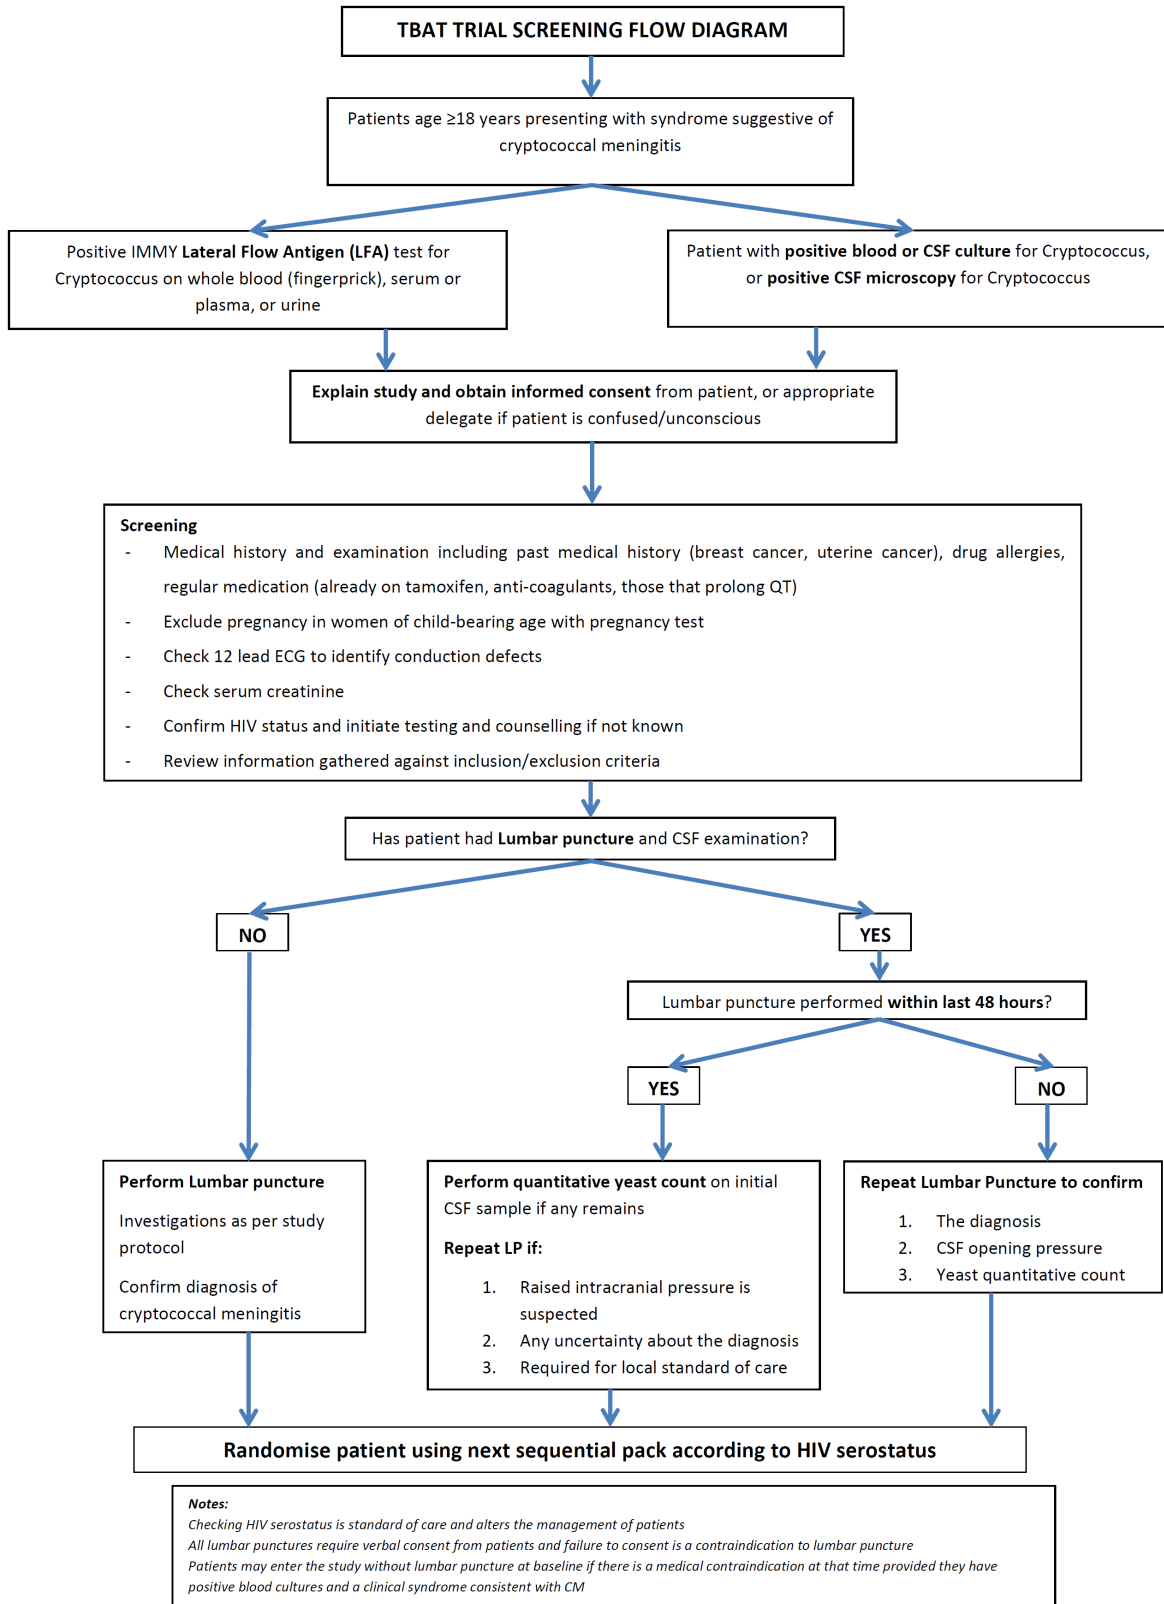 TBAT TRIAL SCREENING FLOW DIAGRAM
Patients age ≥18 years presenting with syndrome suggestive of
cryptococcal meningitis
Positive IMMY Lateral Flow Antigen (LFA) test for
Cryptococcus on whole blood (fingerprick), serum or
plasma, or urine
Patient with positive blood or CSF culture for Cryptococcus,
or positive CSF microscopy for Cryptococcus
Explain study and obtain informed consent from patient, or appropriate
delegate if patient is confused/unconscious
Screening
- Medical history and examination including past medical history (breast cancer, uterine cancer), drug allergies,
regular medication (already on tamoxifen, anti-coagulants, those that prolong QT)
- Exclude pregnancy in women of child-bearing age with pregnancy test
- Check 12 lead ECG to identify conduction defects
- Check serum creatinine
- Confirm HIV status and initiate testing and counselling if not known
- Review information gathered against inclusion/exclusion criteria
Has patient had Lumbar puncture and CSF examination?
NO
YES
Lumbar puncture performed within last 48 hours?
YES
NO
Perform Lumbar puncture
Investigations as per study
protocol
Confirm diagnosis of
cryptococcal meningitis
Perform quantitative yeast count on initial
CSF sample if any remains
Repeat LP if:
1. Raised intracranial pressure is
suspected
2. Any uncertainty about the diagnosis
3. Required for local standard of care
Repeat Lumbar Puncture to confirm
1. The diagnosis
2. CSF opening pressure
3. Yeast quantitative count
Randomise patient using next sequential pack according to HIV serostatus
Notes:
Checking HIV serostatus is standard of care and alters the management of patients
All lumbar punctures require verbal consent from patients and failure to consent is a contraindication to lumbar puncture
Patients may enter the study without lumbar puncture at baseline if there is a medical contraindication at that time provided they have
positive blood cultures and a clinical syndrome consistent with CM